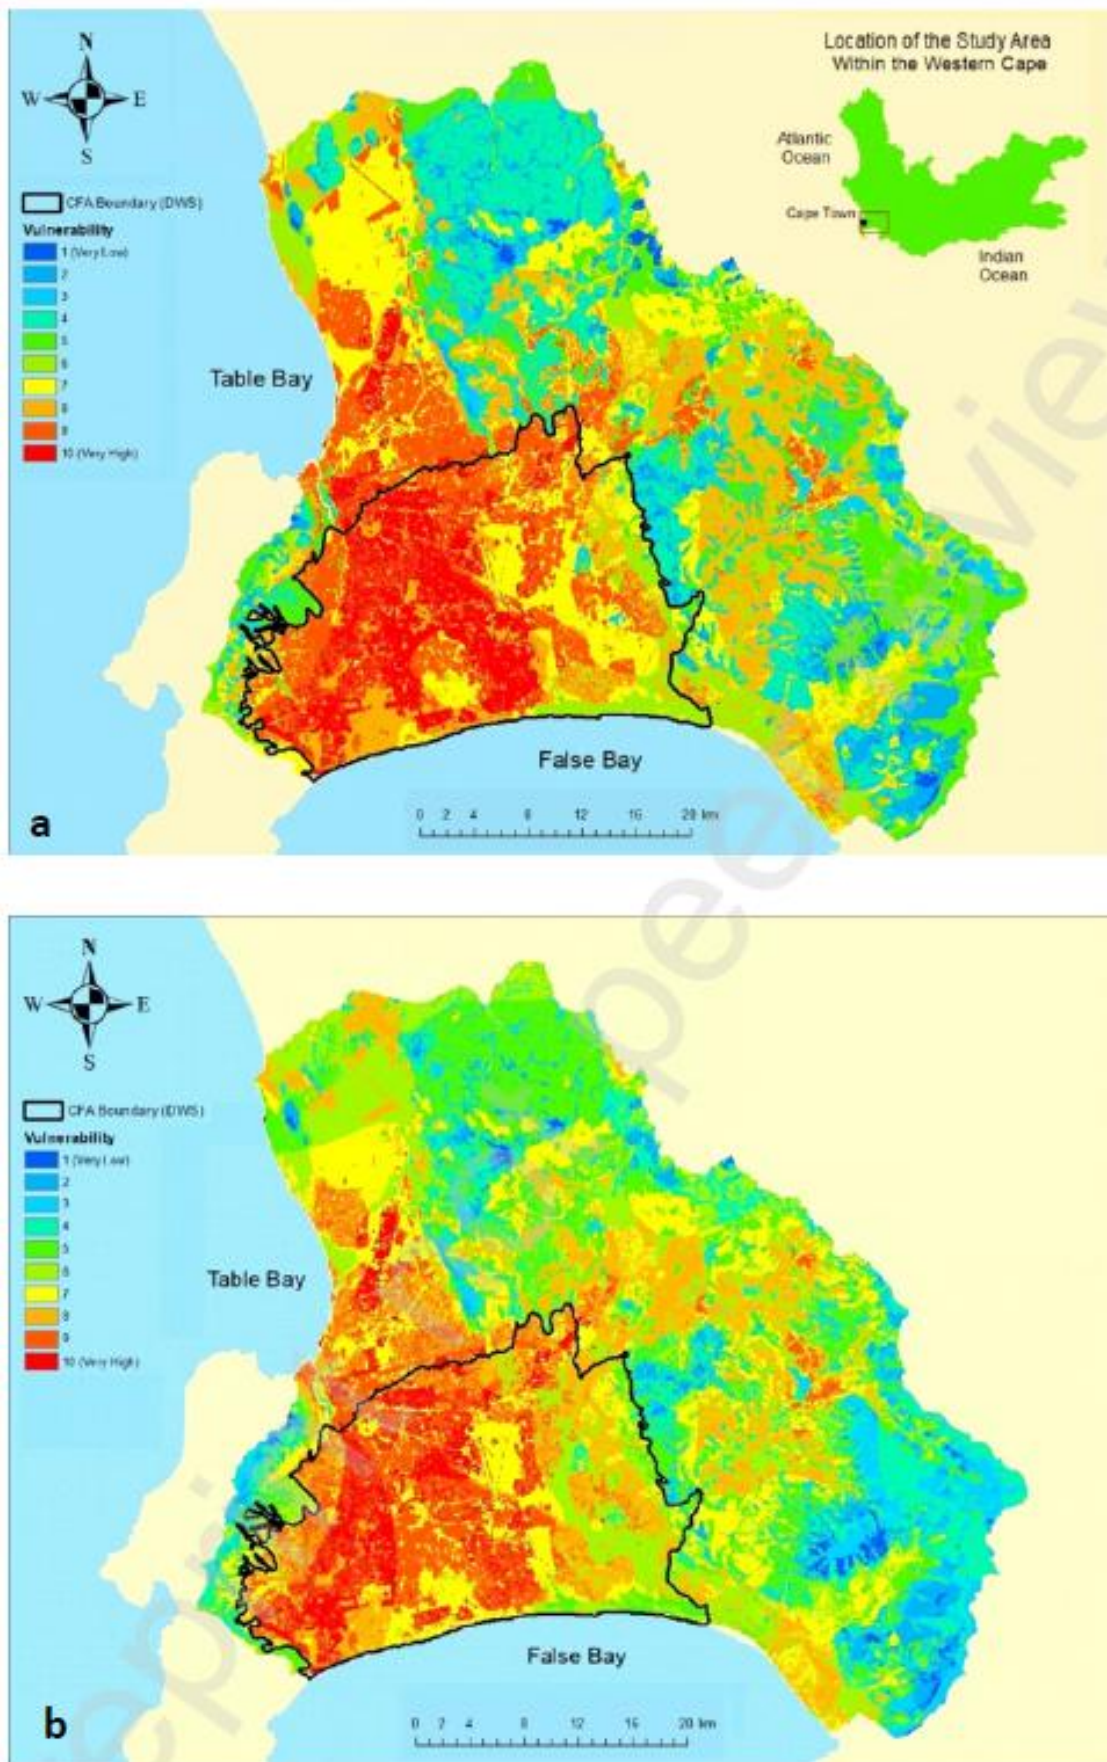 Location of the Study Area
Within the Western Cape
N
W
E
S
Atlantic
Ocean
Cape Town
Indian
Ocean
CFA Boundary (DWS)
Vulnerability
1 (Very Low)
2
3
4
5
6
7
8
9
10 (Very High)
Table Bay
False Bay
0 2 4 8 12 16 20 km
a
N
W
E
S
CFA Boundary (DWS)
Vulnerability
1 (Very Low)
2
3
4
5
6
7
8
9
10 (Very High)
Table Bay
False Bay
0 2 4 8 12 16 20 km
b